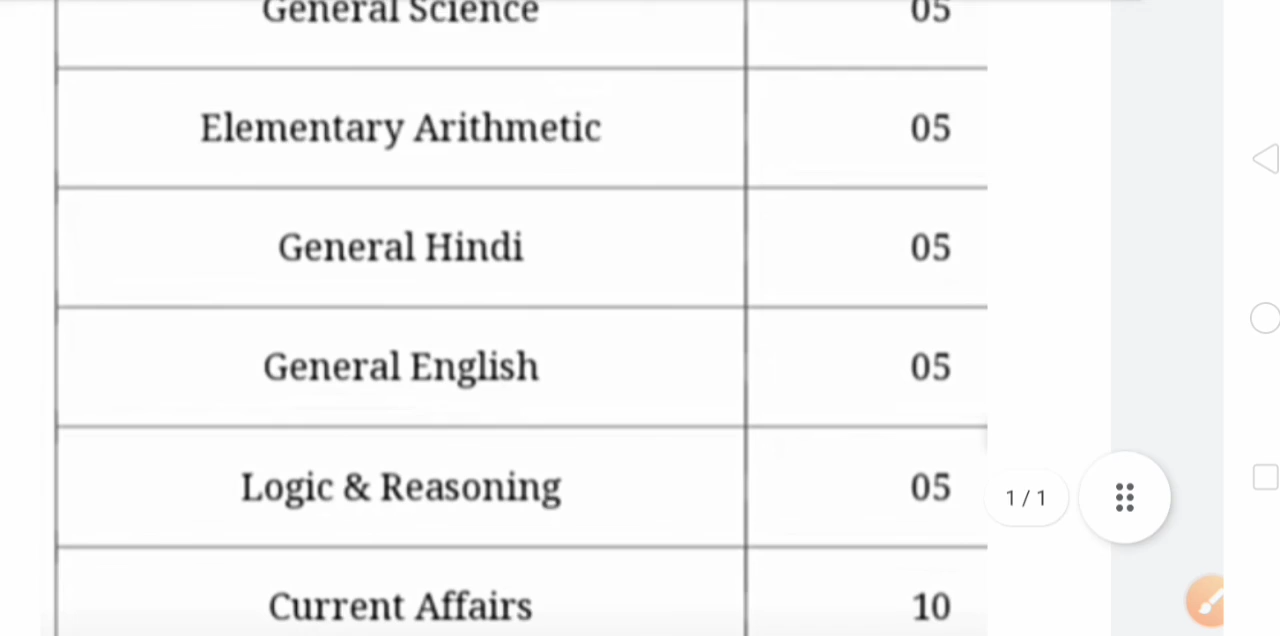 General Science 05
Elementary Arithmetic 05
General Hindi 05
General English 05
Logic & Reasoning 05
1 / 1
Current Affairs 10